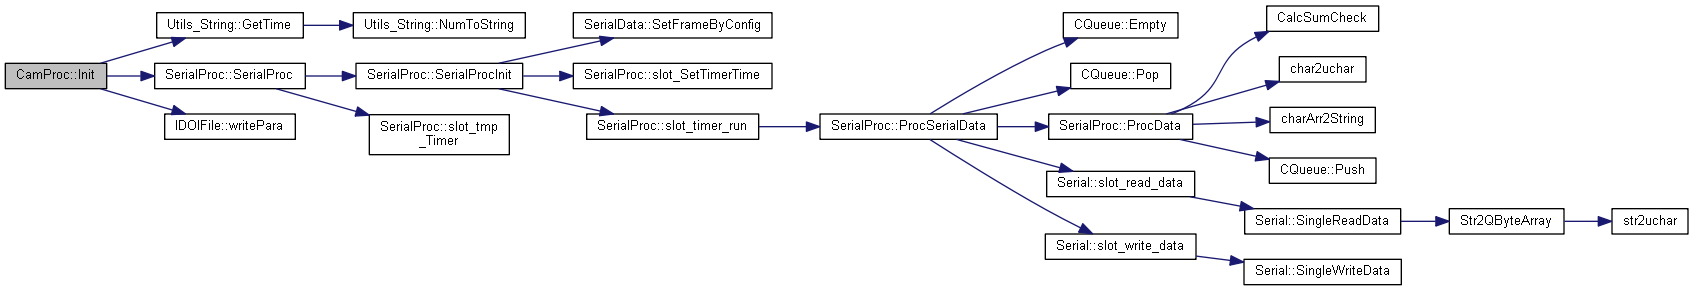 CamProc::Init
Utils_String::GetTime
Utils_String::NumToString
SerialProc::SerialProc
SerialProc::SerialProcInit
IDOIFile::writePara
SerialProc::slot_tmp
_Timer
SerialData::SetFrameByConfig
SerialProc::slot_SetTimerTime
SerialProc::slot_timer_run
SerialProc::ProcSerialData
CQueue::Empty
CQueue::Pop
SerialProc::ProcData
CalcSumCheck
char2uchar
charArr2String
CQueue::Push
Serial::slot_read_data
Serial::SingleReadData
Str2QByteArray
str2uchar
Serial::slot_write_data
Serial::SingleWriteData